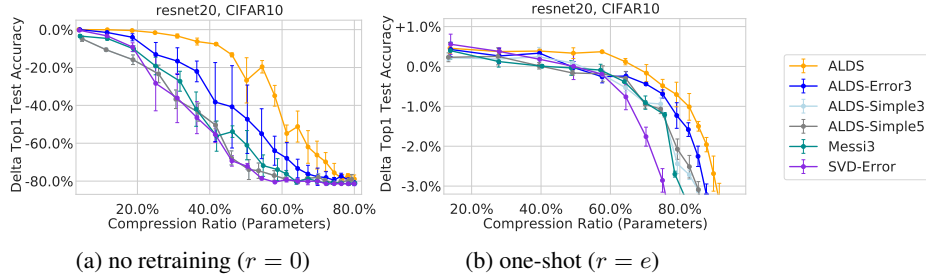 resnet20, CIFAR10
Delta Top1 Test Accuracy
0.0%
-20.0%
-40.0%
-60.0%
-80.0%
20.0% 40.0% 60.0% 80.0%
Compression Ratio (Parameters)
(a) no retraining (r = 0)
resnet20, CIFAR10
Delta Top1 Test Accuracy
+1.0%
0.0%
-1.0%
-2.0%
-3.0%
20.0% 40.0% 60.0% 80.0%
Compression Ratio (Parameters)
(b) one-shot (r = e)
ALDS
ALDS-Error3
ALDS-Simple3
ALDS-Simple5
Messi3
SVD-Error